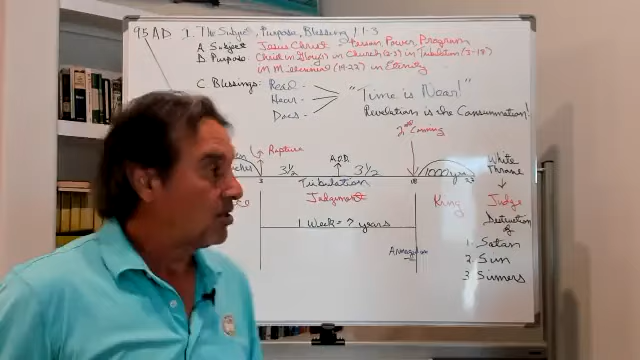 95 AD I. The Subject, Purpose, Blessing 1:1-3
A. Subject Jesus Christ - Person, Power, Program
B. Purpose: Christ in Glory(1) in Church(2-3) in Tribulation(
in Millennium(19-22) in Eternity
C. Blessings: Read -
Hear -
Does -
"Time is Near!"
Revelation is the Consummation!
2nd Coming
Rapture
3½ AOD 3½
1000 yrs
White
Throne
Tribulation
Judgement
King
Judge
1 Week = 7 years
Destruction
of
1. Satan
2. Sin
3. Sinners